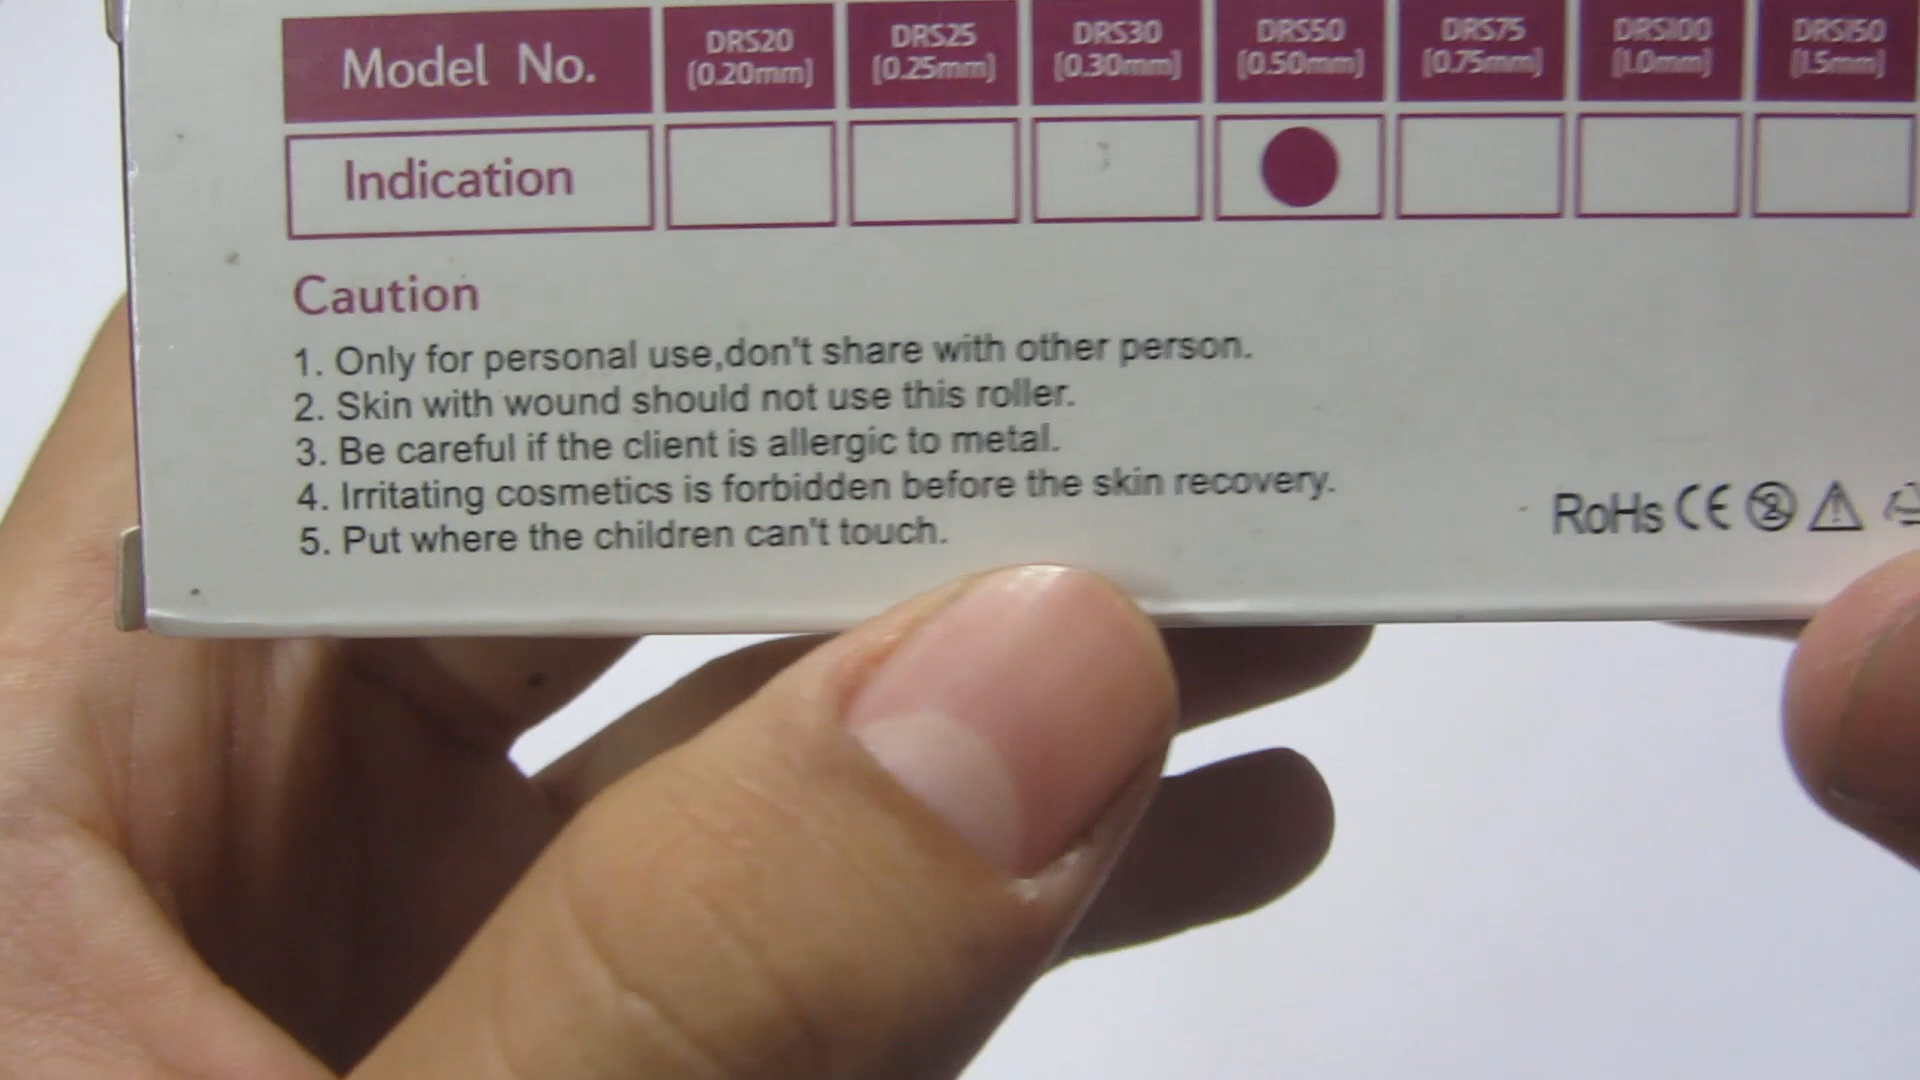 Model No. DRS20 DRS25 DRS30 DRS50 DRS75 DRS100 DRS150
(0.20mm) (0.25mm) (0.30mm) (0.50mm) (0.75mm) (1.0mm) (1.5mm)
Indication
Caution
1. Only for personal use,don't share with other person.
2. Skin with wound should not use this roller.
3. Be careful if the client is allergic to metal.
4. Irritating cosmetics is forbidden before the skin recovery.
5. Put where the children can't touch.
RoHs CE